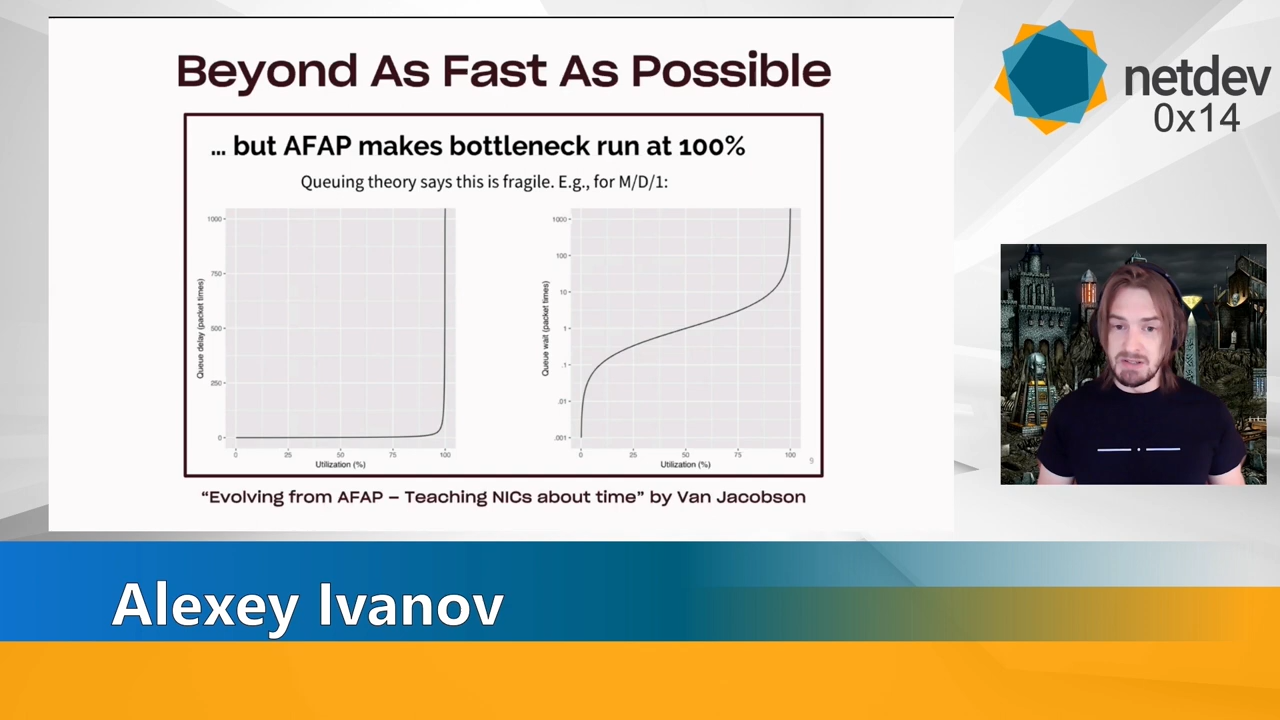 Beyond As Fast As Possible
... but AFAP makes bottleneck run at 100%
Queuing theory says this is fragile. E.g., for M/D/1:
1000
750
500
250
0
Queue delay (packet times)
0 25 50 75 100
Utilization (%)
1000
100
10
1
.1
.01
.001
Queue wait (packet times)
0 25 50 75 100
Utilization (%)
9
“Evolving from AFAP – Teaching NICs about time” by Van Jacobson
netdev
0x14
Alexey Ivanov